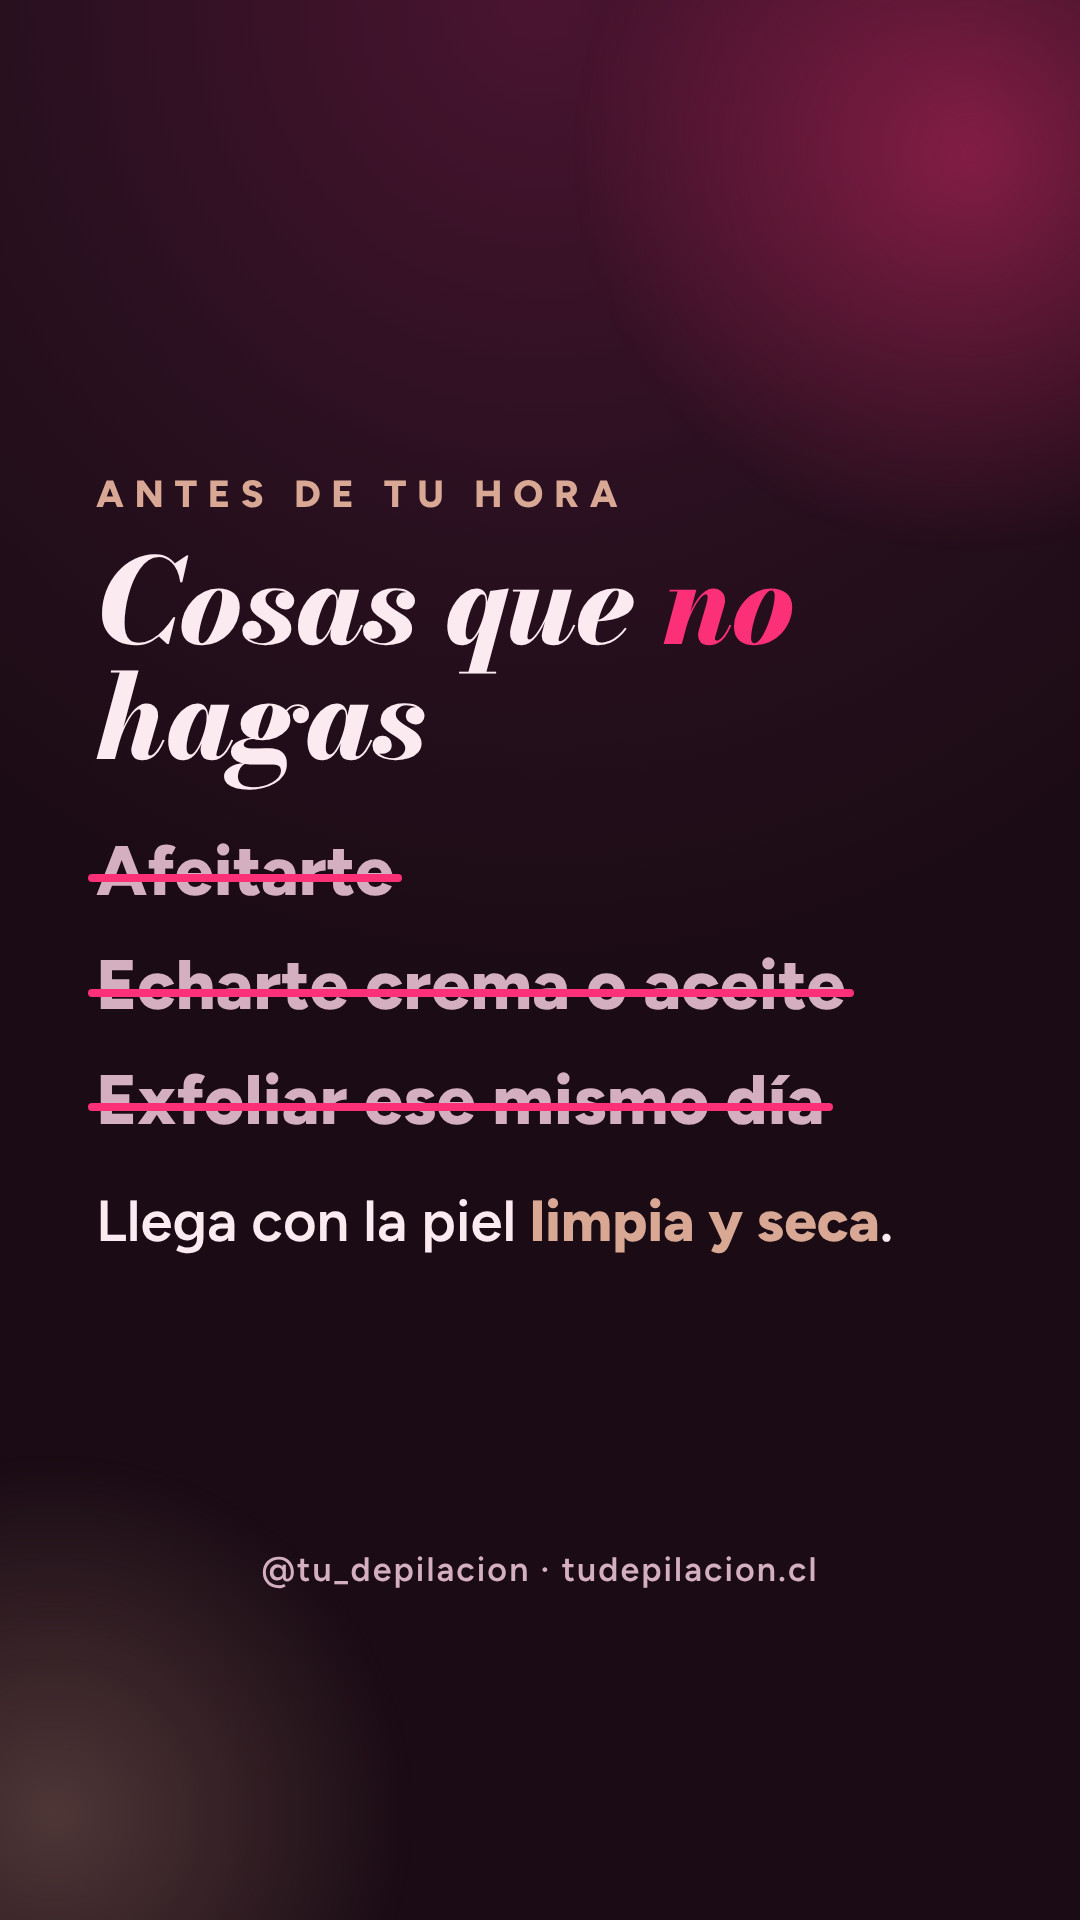 ANTES DE TU HORA
Cosas que no
hagas
Afeitarte
Echarte crema o aceite
Exfoliar ese mismo día
Llega con la piel limpia y seca.
@tu_depilacion · tudepilacion.cl